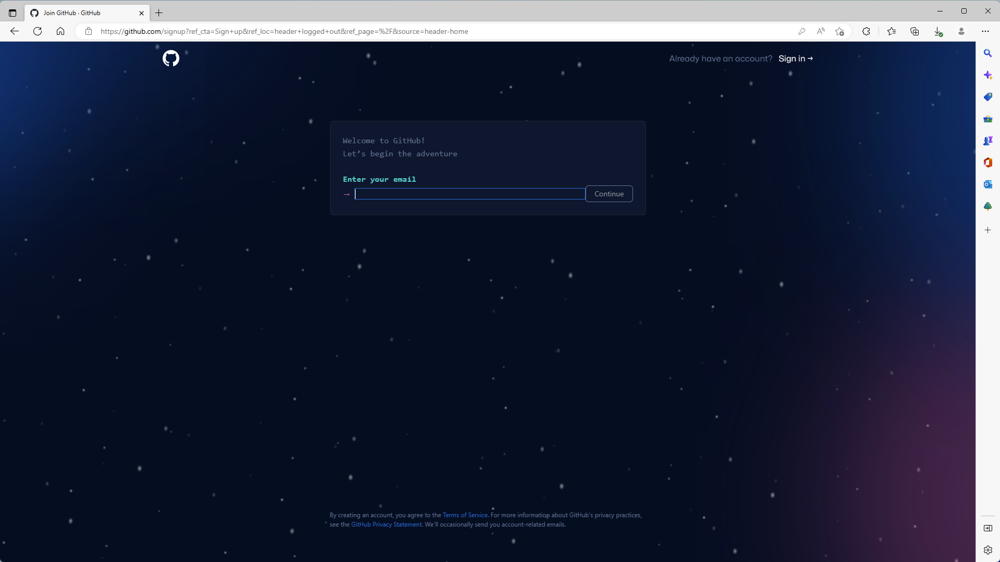 Join GitHub · GitHub
https://github.com/signup?ref_cta=Sign+up&ref_loc=header+logged+out&ref_page=%2F&source=header-home
Already have an account? Sign in →
Welcome to GitHub!
Let’s begin the adventure
Enter your email
→
Continue
By creating an account, you agree to the Terms of Service. For more information about GitHub's privacy practices,
see the GitHub Privacy Statement. We'll occasionally send you account-related emails.